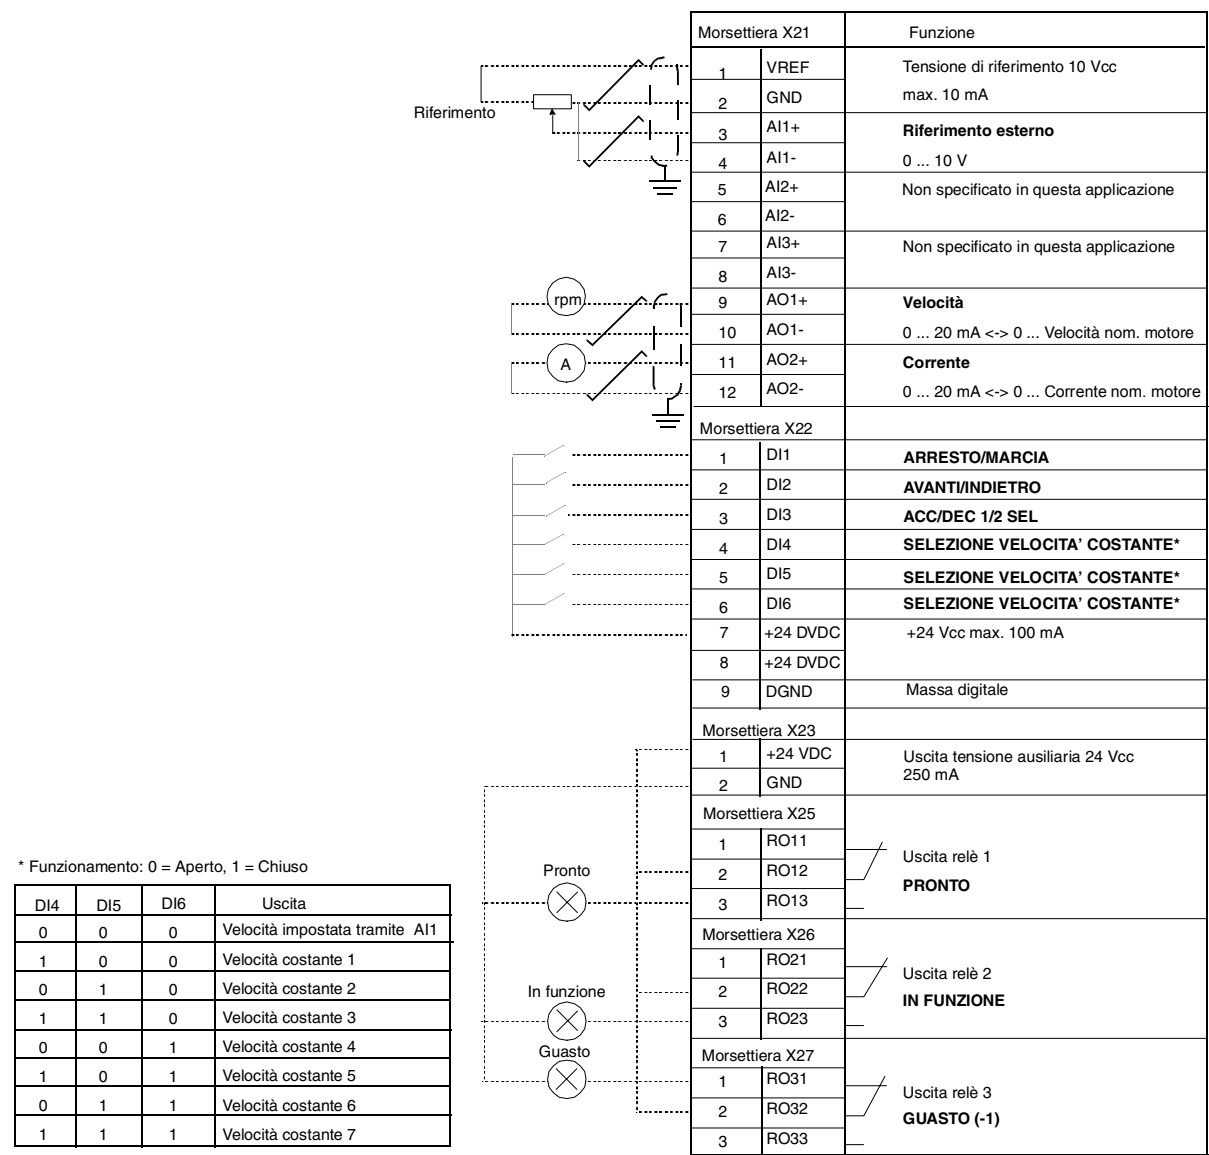 Morsettiera X21 Funzione
1 VREF Tensione di riferimento 10 Vcc
2 GND max. 10 mA
Riferimento
3 AI1+ Riferimento esterno
4 AI1- 0 ... 10 V
5 AI2+ Non specificato in questa applicazione
6 AI2-
7 AI3+ Non specificato in questa applicazione
8 AI3-
rpm 9 AO1+ Velocità
10 AO1- 0 ... 20 mA <-> 0 ... Velocità nom. motore
A 11 AO2+ Corrente
12 AO2- 0 ... 20 mA <-> 0 ... Corrente nom. motore
Morsettiera X22
1 DI1 ARRESTO/MARCIA
2 DI2 AVANTI/INDIETRO
3 DI3 ACC/DEC 1/2 SEL
4 DI4 SELEZIONE VELOCITA’ COSTANTE*
5 DI5 SELEZIONE VELOCITA’ COSTANTE*
6 DI6 SELEZIONE VELOCITA’ COSTANTE*
7 +24 DVDC +24 Vcc max. 100 mA
8 +24 DVDC
9 DGND Massa digitale
Morsettiera X23
1 +24 VDC Uscita tensione ausiliaria 24 Vcc
250 mA
2 GND
Morsettiera X25
1 RO11 Uscita relè 1
Pronto 2 RO12 PRONTO
3 RO13
Morsettiera X26
1 RO21 Uscita relè 2
In funzione 2 RO22 IN FUNZIONE
3 RO23
Guasto
Morsettiera X27
1 RO31 Uscita relè 3
2 RO32 GUASTO (-1)
3 RO33
* Funzionamento: 0 = Aperto, 1 = Chiuso
DI4 DI5 DI6 Uscita
0 0 0 Velocità impostata tramite AI1
1 0 0 Velocità costante 1
0 1 0 Velocità costante 2
1 1 0 Velocità costante 3
0 0 1 Velocità costante 4
1 0 1 Velocità costante 5
0 1 1 Velocità costante 6
1 1 1 Velocità costante 7